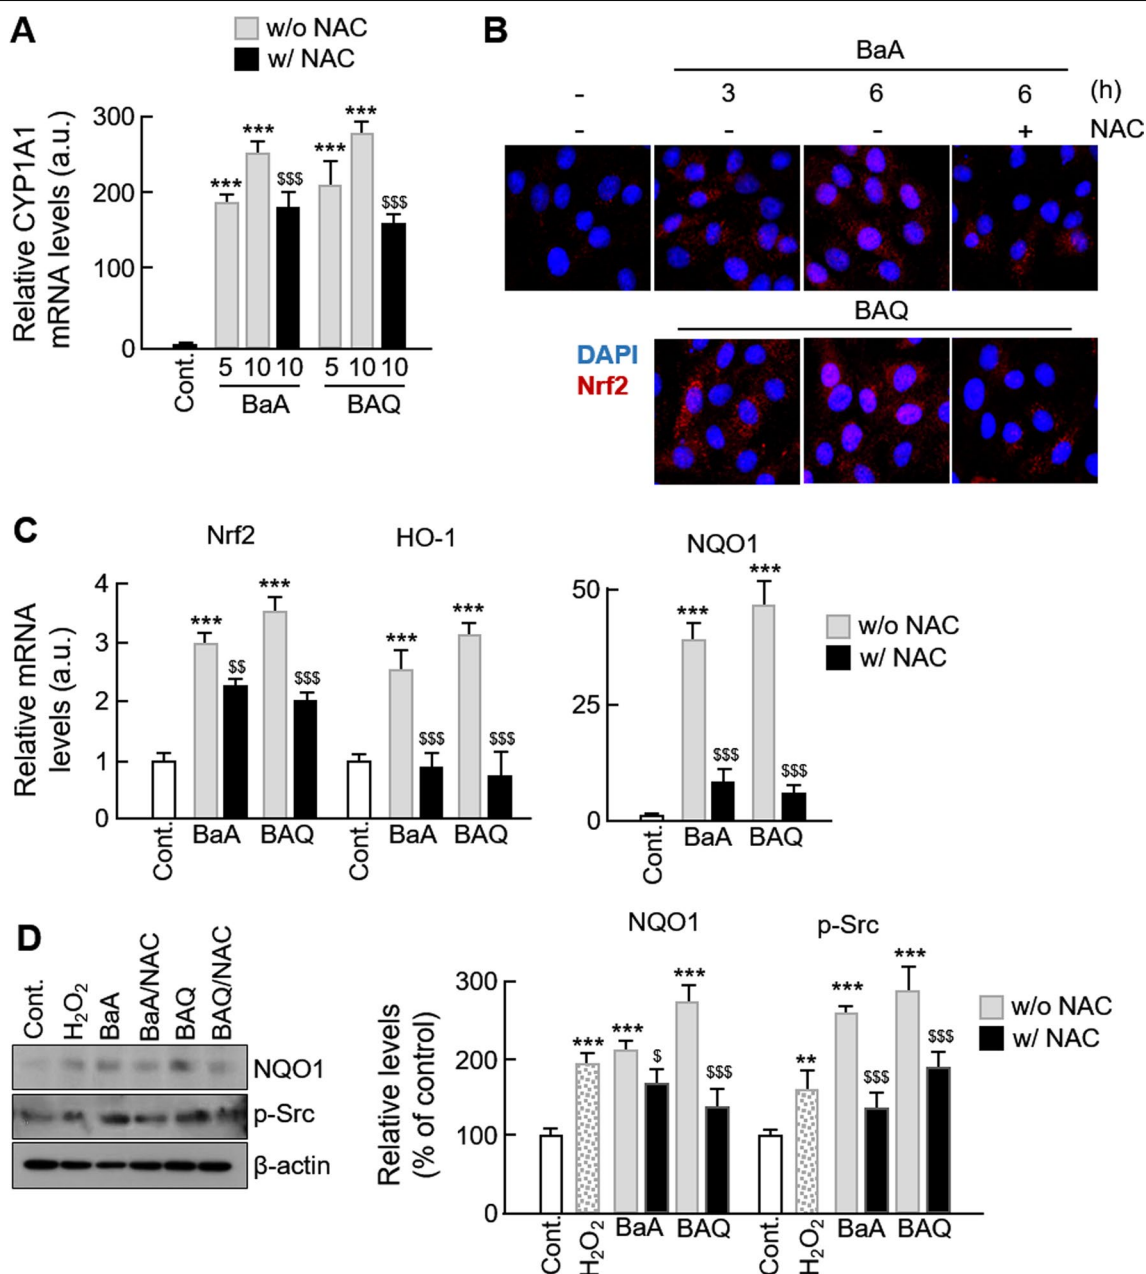 A
w/o NAC
w/ NAC
Relative CYP1A1
mRNA levels (a.u.)
300
200
100
0
***
***
$$$
***
***
$$$
Cont.
5 10 10
5 10 10
BaA
BAQ
B
BaA
- 3 6 6 (h)
- - - + NAC
BAQ
DAPI
Nrf2
C
Nrf2
HO-1
NQO1
Relative mRNA
levels (a.u.)
4
3
2
1
0
***
$$
***
$$$
***
$$$
***
$$$
Cont.
BaA
BAQ
Cont.
BaA
BAQ
50
25
0
***
$$$
***
$$$
Cont.
BaA
BAQ
w/o NAC
w/ NAC
D
Cont.
H2O2
BaA
BaA/NAC
BAQ
BAQ/NAC
NQO1
p-Src
β-actin
NQO1
p-Src
Relative levels
(% of control)
300
200
100
0
***
***
$
***
$$$
**
***
$$$
***
$$$
Cont.
H2O2
BaA
BAQ
Cont.
H2O2
BaA
BAQ
w/o NAC
w/ NAC